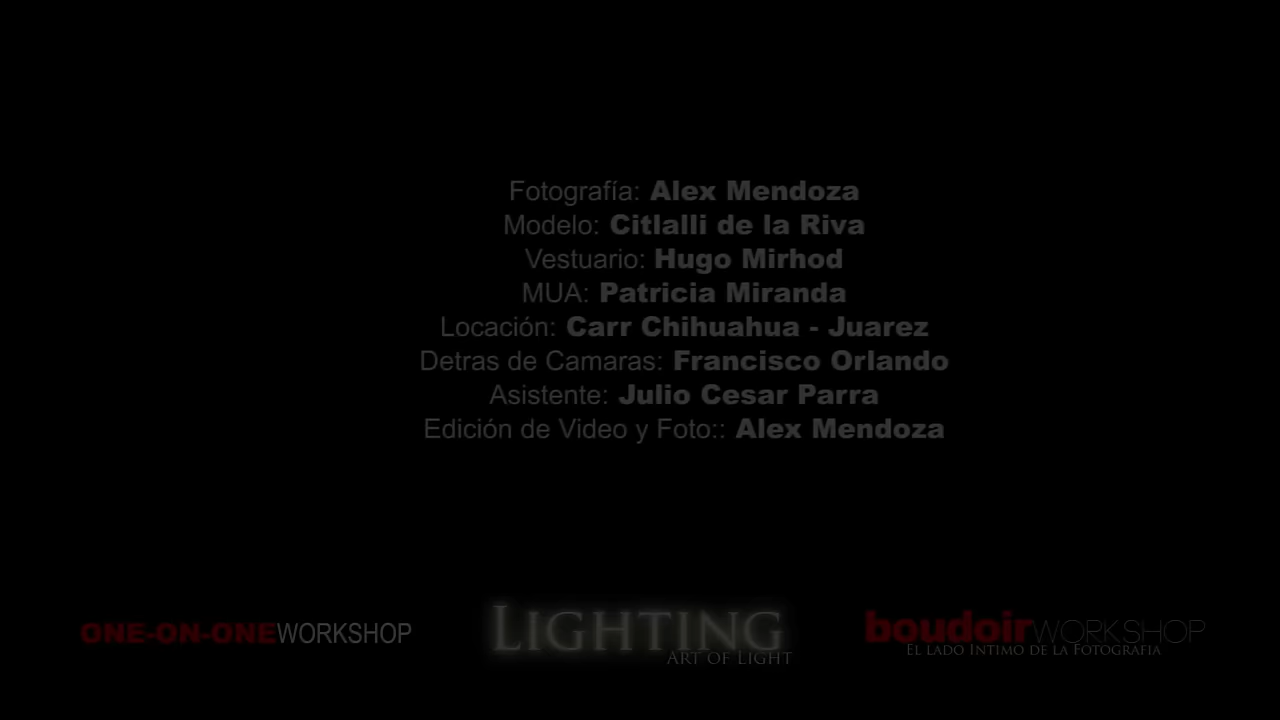 Fotografía: Alex Mendoza
Modelo: Citlalli de la Riva
Vestuario: Hugo Mirhod
MUA: Patricia Miranda
Locación: Carr Chihuahua - Juarez
Detras de Camaras: Francisco Orlando
Asistente: Julio Cesar Parra
Edición de Video y Foto:: Alex Mendoza
ONE-ON-ONEWORKSHOP
LIGHTING
ART OF LIGHT
boudoirWORKSHOP
EL LADO INTIMO DE LA FOTOGRAFIA